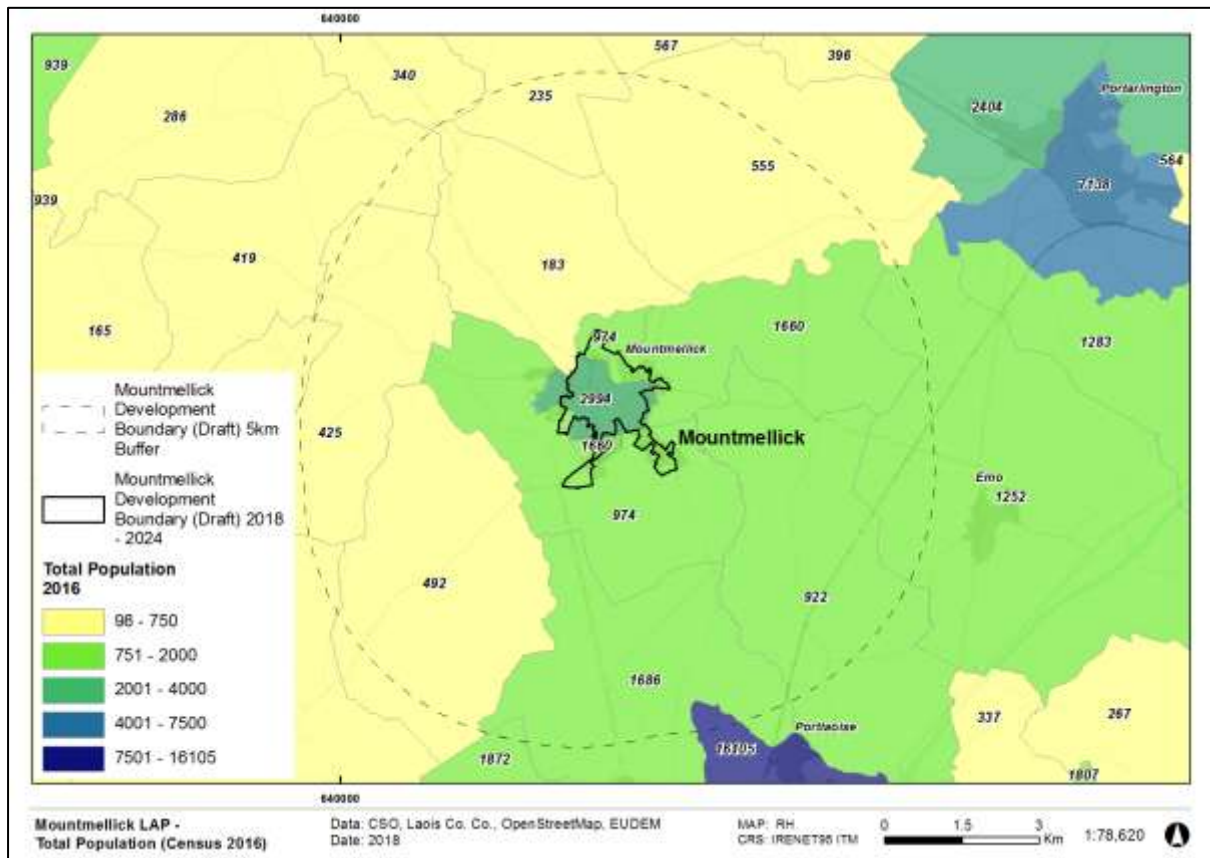 640000
567
396
939
340
235
286
2404
Portarlington
555
7138
564
939
419
183
165
1660
1283
974
Mountmellick
2994
425
1660
Mountmellick
Emo
1252
974
492
922
1686
337
267
Portlaoise
16105
1872
1807
Mountmellick
Development
Boundary (Draft) 5km
Buffer
Mountmellick
Development
Boundary (Draft) 2018
- 2024
Total Population
2016
98 - 750
751 - 2000
2001 - 4000
4001 - 7500
7501 - 16105
640000
Mountmellick LAP -
Total Population (Census 2016)
Data: CSO, Laois Co. Co., OpenStreetMap, EUDEM
Date: 2018
MAP: RH
CRS: IRENET95 ITM
0 1.5 3
Km
1:78,620